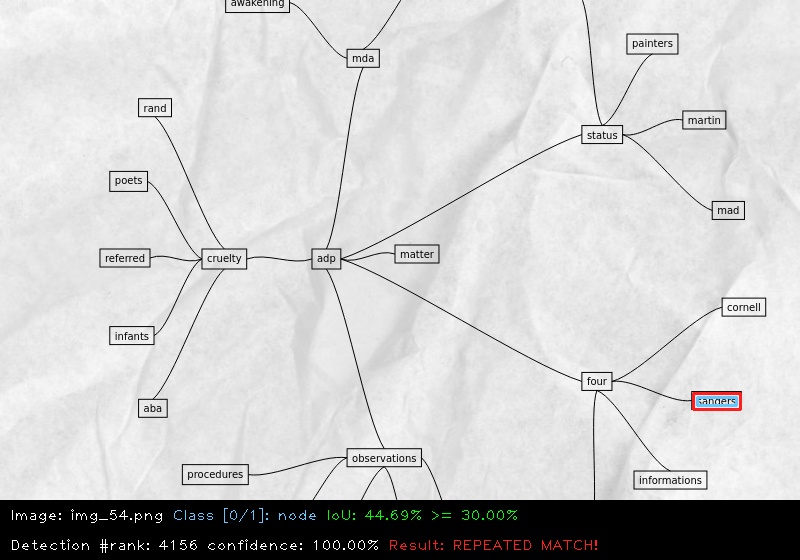 awakening
mda
painters
rand
martin
status
poets
mad
referred
cruelty
adp
matter
cornell
infants
four
sangers
aba
observations
procedures
informations
Image: img_54.png Class [0/1]: node IoU: 44.69% >= 30.00%
Detection #rank: 4156 confidence: 100.00% Result: REPEATED MATCH!